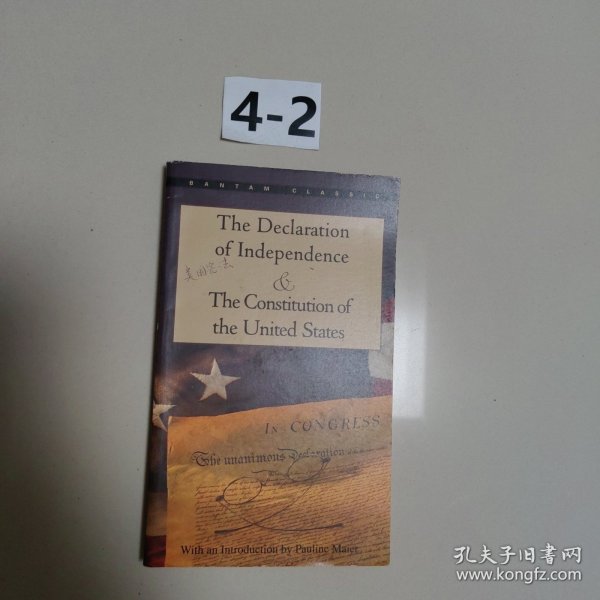 4-2
BANTAM CLASSIC
The Declaration
of Independence
美国宪法
&
The Constitution of
the United States
IN CONGRESS
The unanimous Declaration
With an Introduction by Pauline Maier
孔夫子旧书网
www.kongfz.com